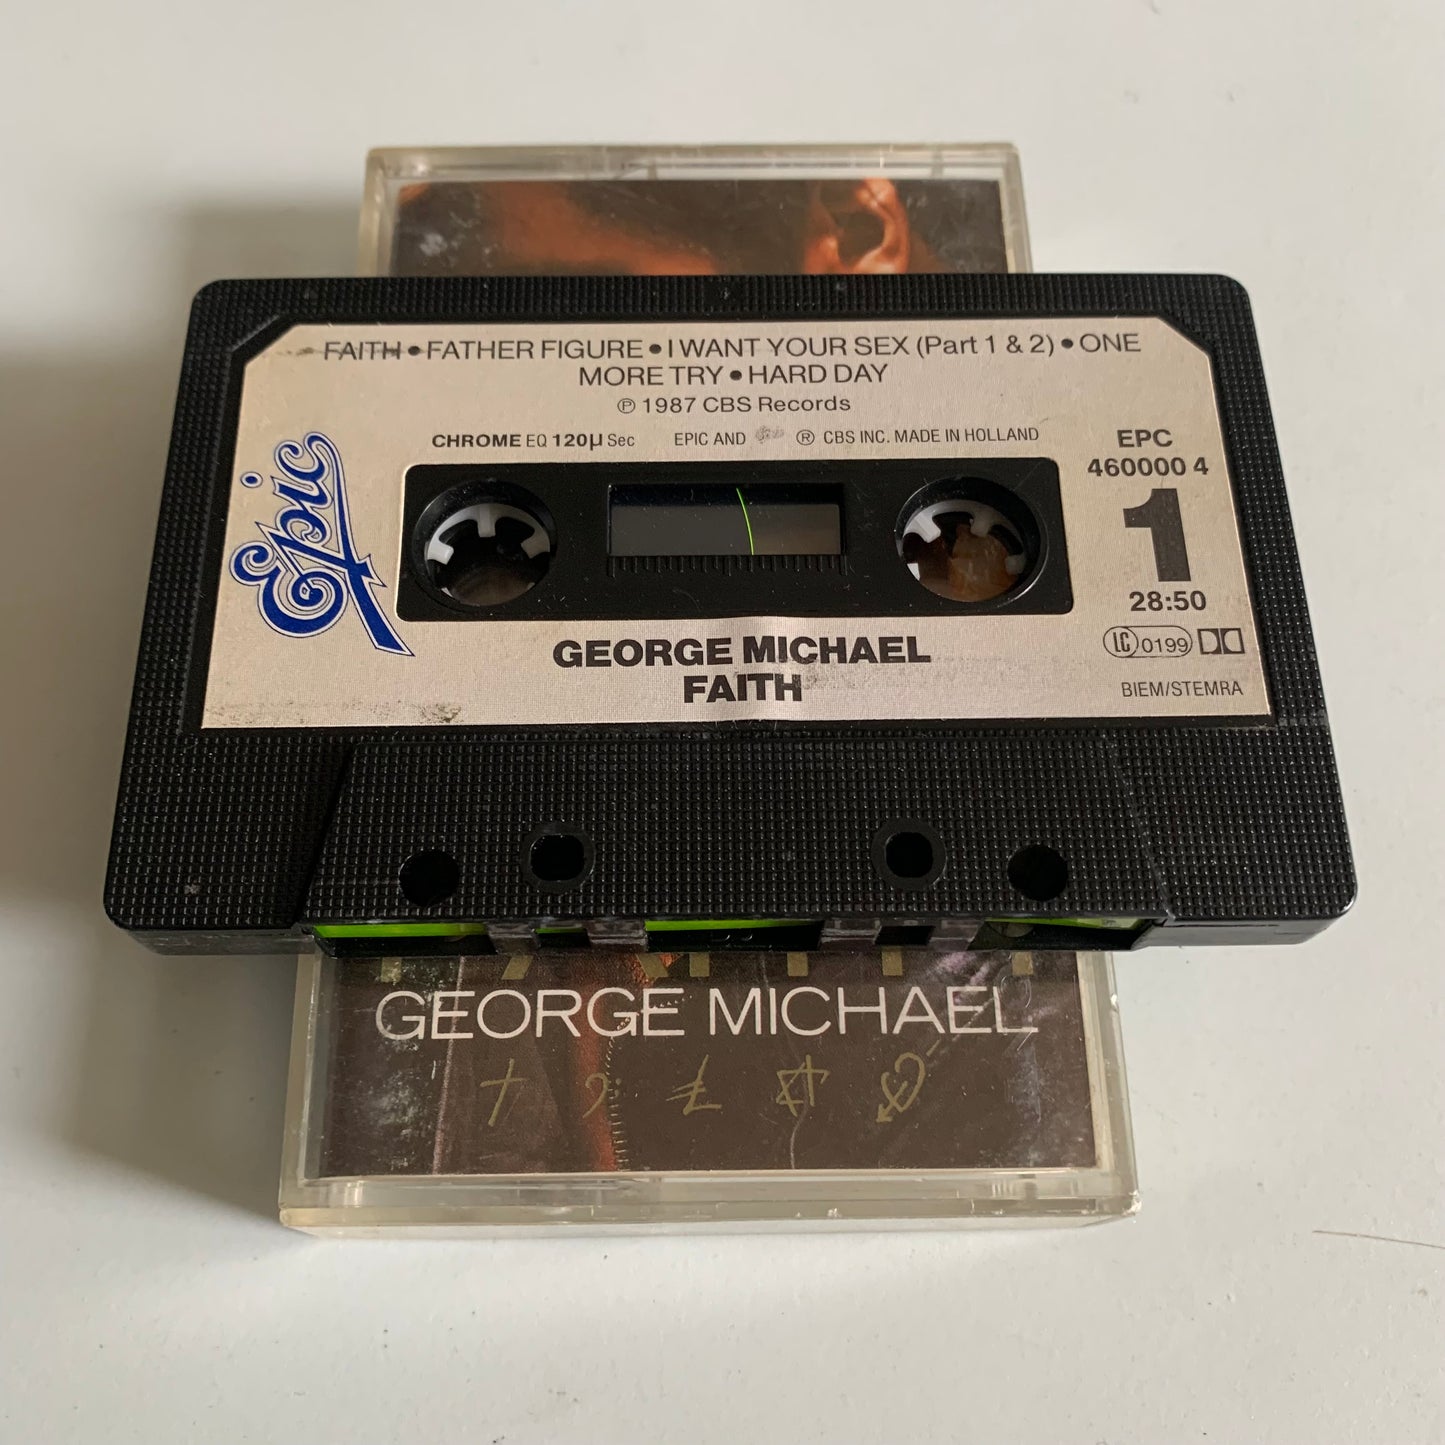 FAITH • FATHER FIGURE • I WANT YOUR SEX (Part 1 & 2) • ONE
MORE TRY • HARD DAY
℗ 1987 CBS Records
CHROME EQ 120µ Sec EPIC AND ® CBS INC. MADE IN HOLLAND
Epic
EPC
460000 4
1
28:50
LC 0199
GEORGE MICHAEL
FAITH
BIEM/STEMRA
GEORGE MICHAEL